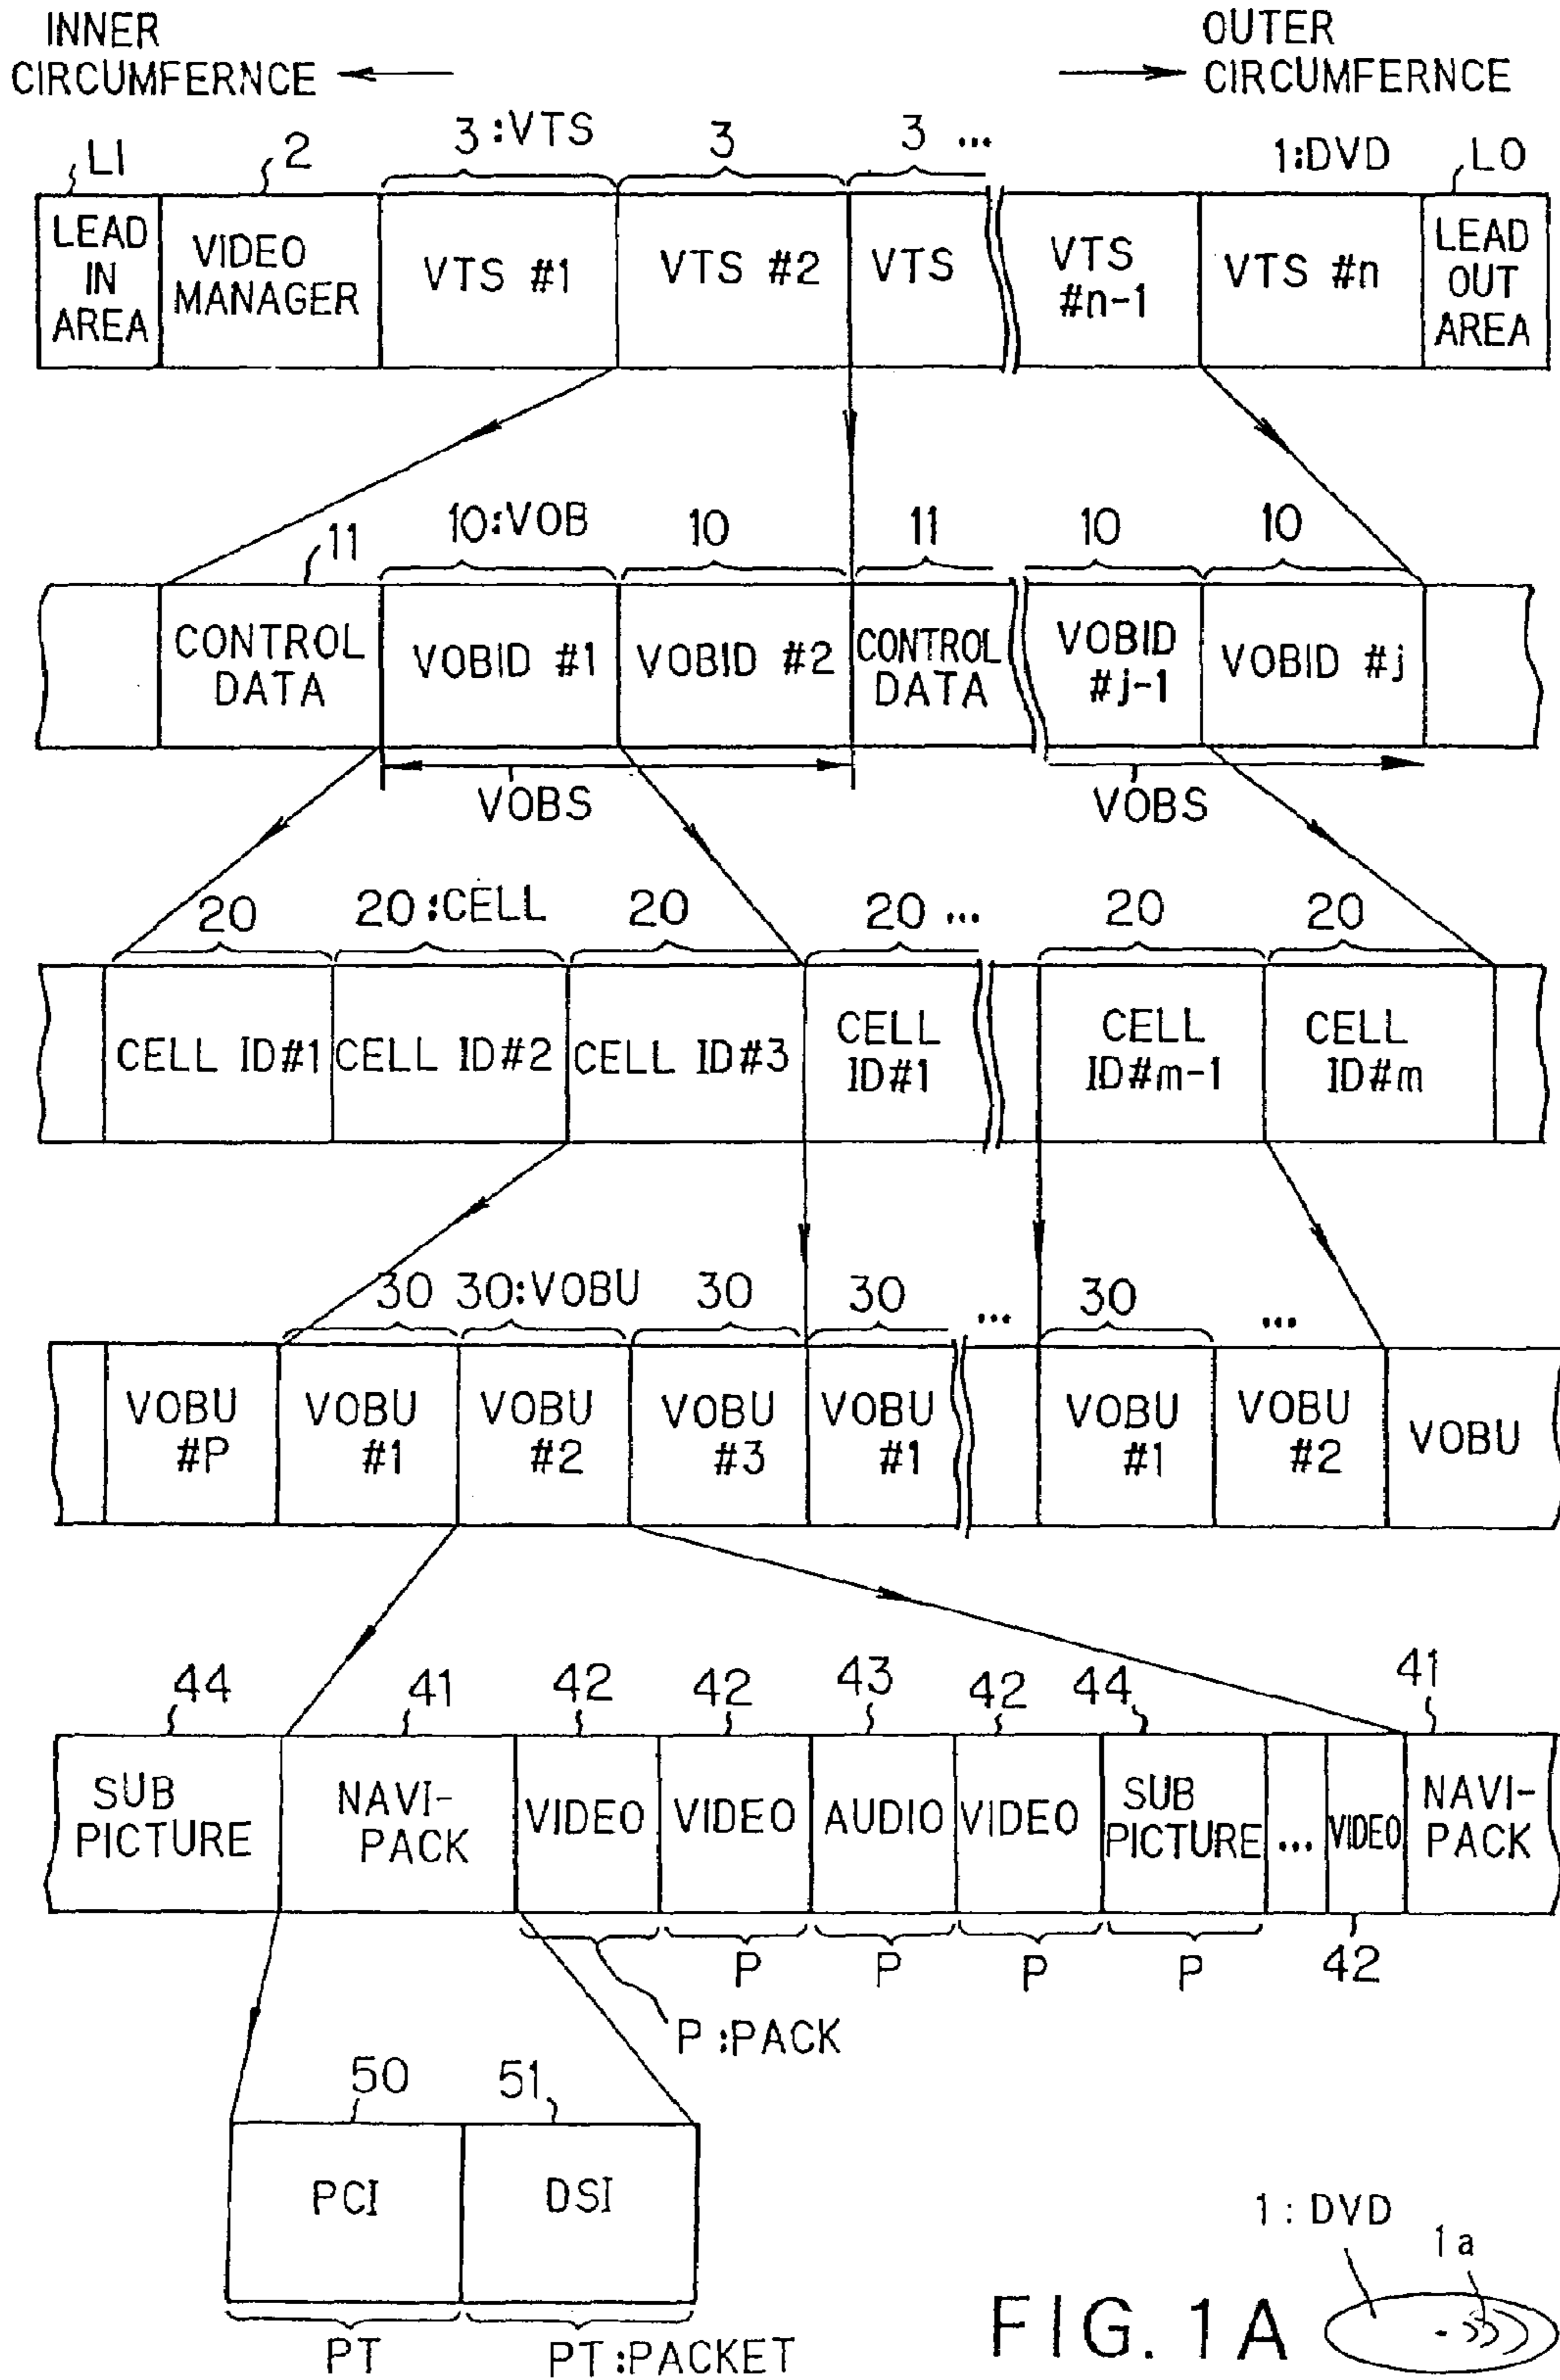 INNER
CIRCUMFERNCE
OUTER
CIRCUMFERNCE
LI
2
3 :VTS
3
3 ...
1:DVD
LO
LEAD
IN
AREA
VIDEO
MANAGER
VTS #1
VTS #2
VTS
VTS
#n-1
VTS #n
LEAD
OUT
AREA
11
10:VOB
10
11
10
10
CONTROL
DATA
VOBID #1
VOBID #2
CONTROL
DATA
VOBID
#j-1
VOBID #j
VOBS
VOBS
20
20 :CELL
20
20 ...
20
20
CELL ID#1
CELL ID#2
CELL ID#3
CELL
ID#1
CELL
ID#m-1
CELL
ID#m
30
30:VOBU
30
30
...
30
...
VOBU
#P
VOBU
#1
VOBU
#2
VOBU
#3
VOBU
#1
VOBU
#1
VOBU
#2
VOBU
44
41
42
42
43
42
44
41
SUB
PICTURE
NAVI-
PACK
VIDEO
VIDEO
AUDIO
VIDEO
SUB
PICTURE
...
VIDEO
NAVI-
PACK
P
P
P
P
42
P :PACK
50
51
PCI
DSI
PT
PT :PACKET
1 : DVD
1a
FIG. 1A